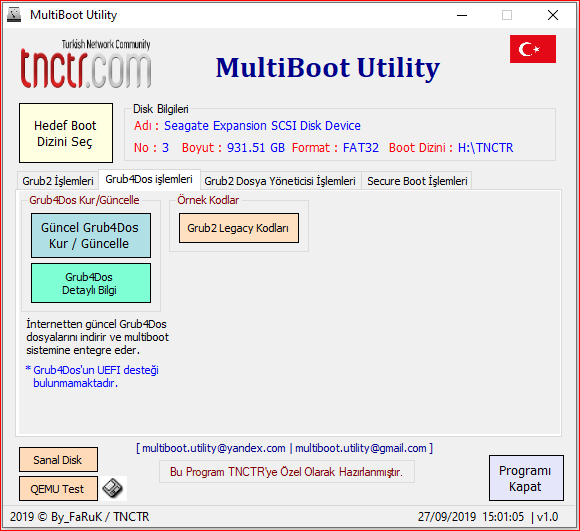 MultiBoot Utility
Turkish Network Community
tnctr.com
MultiBoot Utility
Hedef Boot
Dizini Seç
Disk Bilgileri
Adı : Seagate Expansion SCSI Disk Device
No : 3 Boyut : 931.51 GB Format : FAT32 Boot Dizini : H:\TNCTR
Grub2 İşlemleri Grub4Dos işlemleri Grub2 Dosya Yöneticisi İşlemleri Secure Boot İşlemleri
Grub4Dos Kur/Güncelle
Güncel Grub4Dos
Kur / Güncelle
Grub4Dos
Detaylı Bilgi
İnternetten güncel Grub4Dos
dosyalarını indirir ve multiboot
sistemine entegre eder.
* Grub4Dos'un UEFI desteği
bulunmamaktadır.
Örnek Kodlar
Grub2 Legacy Kodları
Sanal Disk
QEMU Test
[ multiboot.utility@yandex.com | multiboot.utility@gmail.com ]
Bu Program TNCTR'ye Özel Olarak Hazırlanmıştır.
Programı
Kapat
2019 © By_FaRuK / TNCTR
27/09/2019 15:01:05 | v1.0